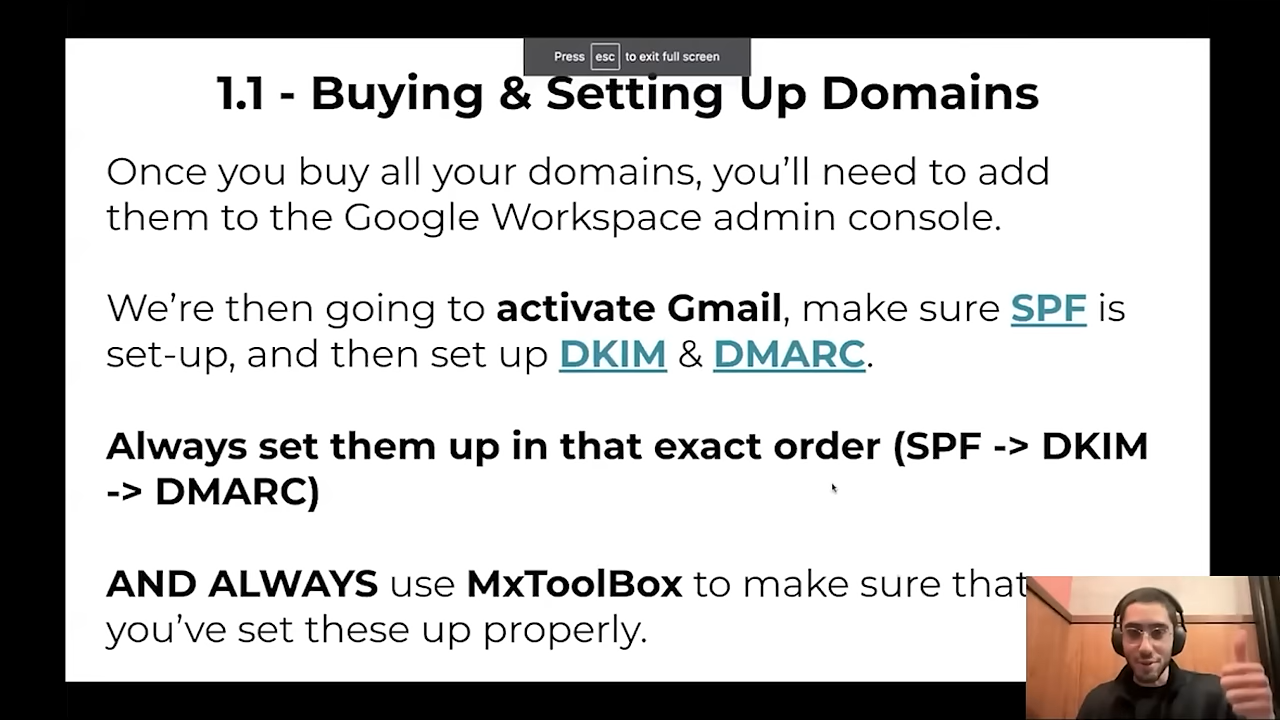 Press esc to exit full screen
1.1 - Buying & Setting Up Domains
Once you buy all your domains, you’ll need to add
them to the Google Workspace admin console.
We’re then going to activate Gmail, make sure SPF is
set-up, and then set up DKIM & DMARC.
Always set them up in that exact order (SPF -> DKIM
-> DMARC)
AND ALWAYS use MxToolBox to make sure that
you’ve set these up properly.